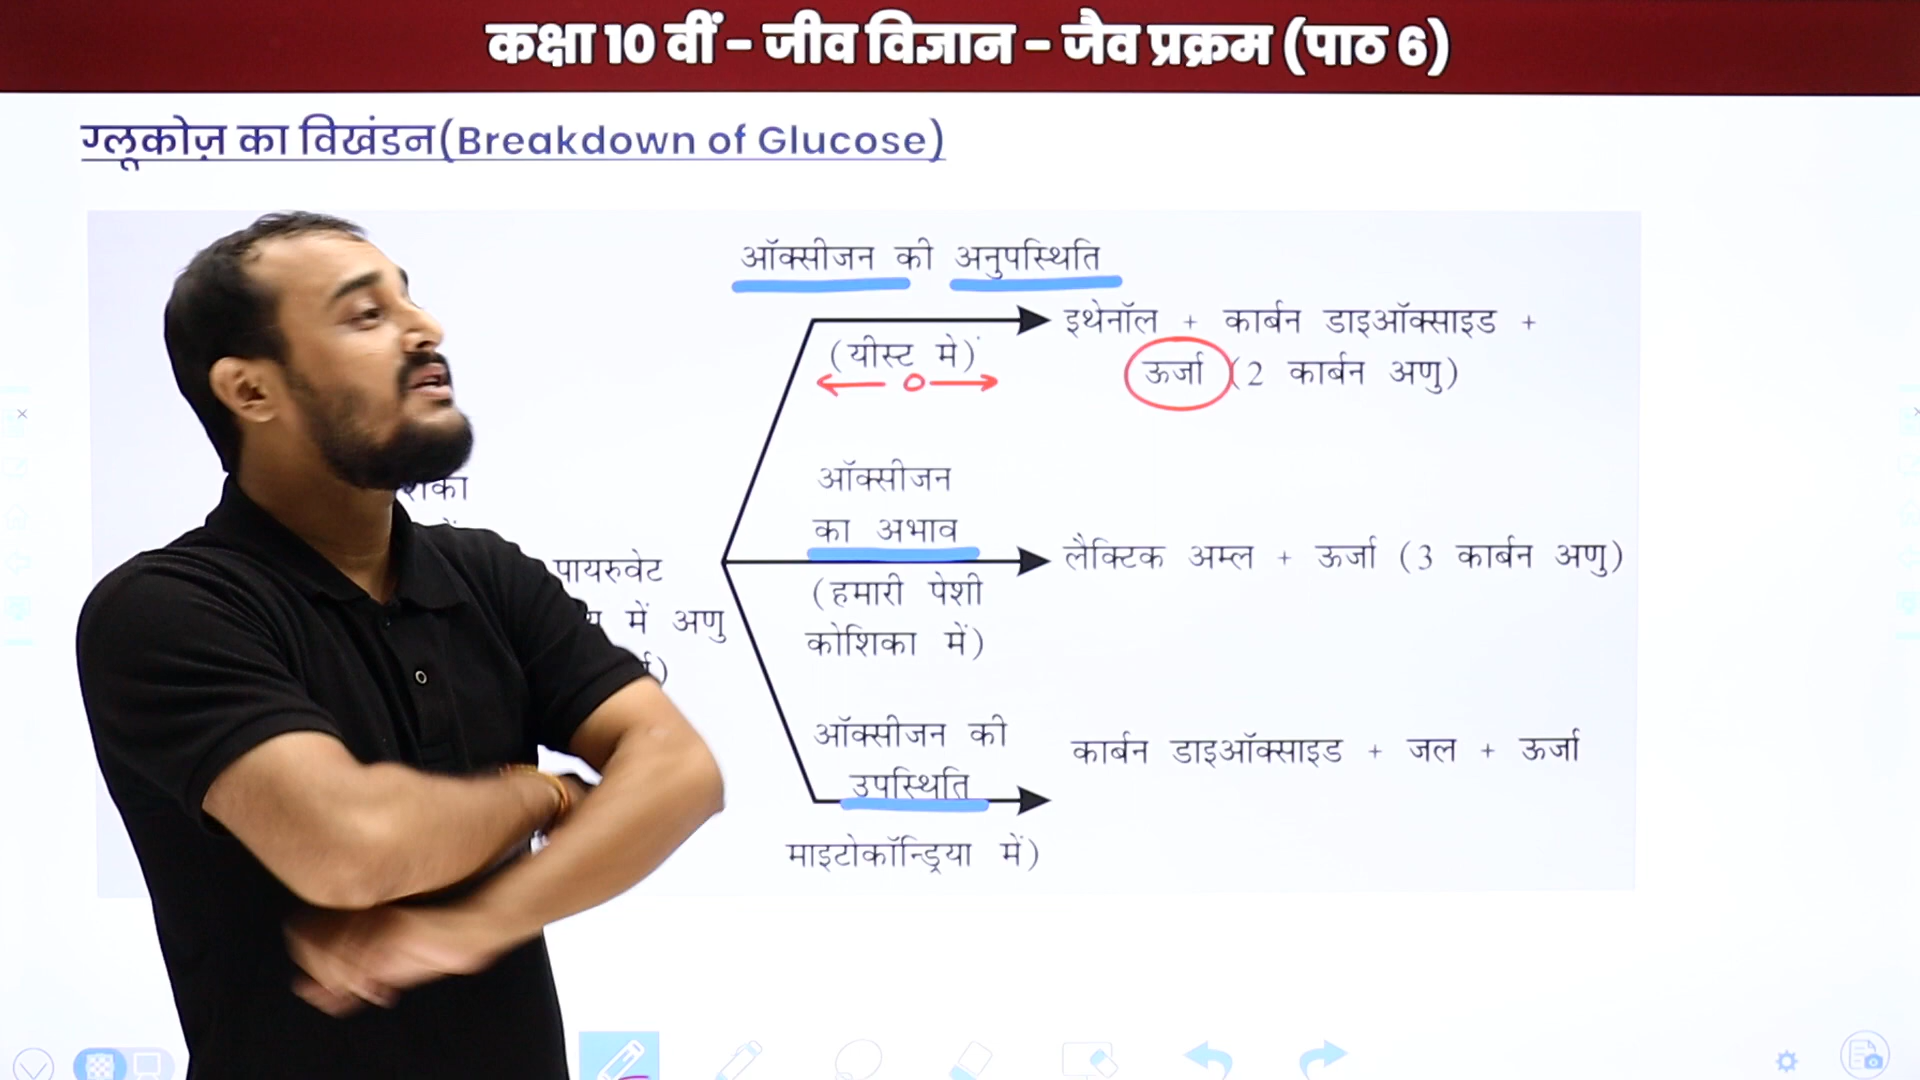 कक्षा 10 वीं - जीव विज्ञान - जैव प्रक्रम (पाठ 6)
ग्लूकोज़ का विखंडन(Breakdown of Glucose)
ऑक्सीजन की अनुपस्थिति
इथेनॉल + कार्बन डाइऑक्साइड +
(यीस्ट मे)
ऊर्जा (2 कार्बन अणु)
ऑक्सीजन
का अभाव
पायरुवेट
लैक्टिक अम्ल + ऊर्जा (3 कार्बन अणु)
(हमारी पेशी
में अणु
कोशिका में)
ऑक्सीजन की
उपस्थिति
कार्बन डाइऑक्साइड + जल + ऊर्जा
माइटोकॉन्ड्रिया में)